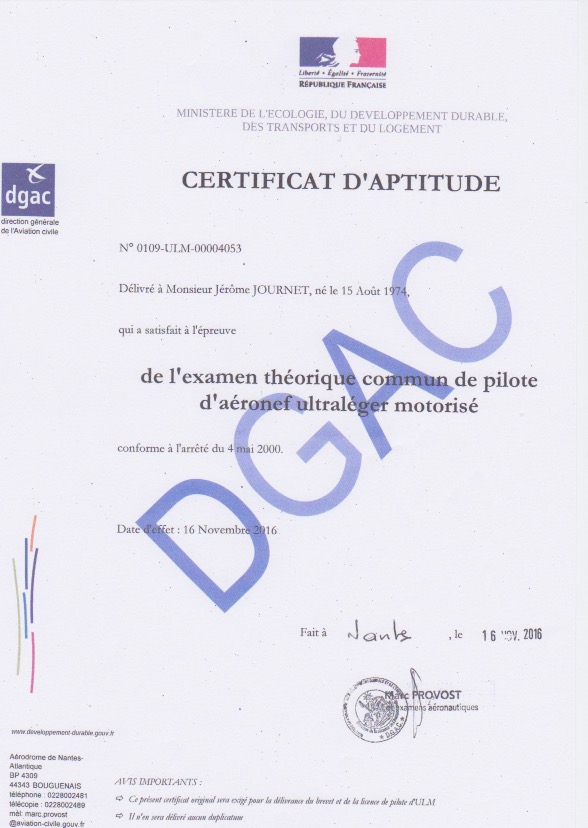 Liberté • Égalité • Fraternité
RÉPUBLIQUE FRANÇAISE
MINISTERE DE L'ECOLOGIE, DU DEVELOPPEMENT DURABLE,
DES TRANSPORTS ET DU LOGEMENT
dgac
direction générale
de l'Aviation civile
CERTIFICAT D'APTITUDE
N° 0109-ULM-00004053
Délivré à Monsieur Jérôme JOURNET, né le 15 Août 1974,
qui a satisfait à l'épreuve
de l'examen théorique commun de pilote
d'aéronef ultraléger motorisé
conforme à l'arrêté du 4 mai 2000.
DGAC
Date d'effet : 16 Novembre 2016
Fait à Nantes , le 16 NOV. 2016
Marc PROVOST
examens aéronautiques
DGAC
www.developpement-durable.gouv.fr
Aérodrome de Nantes-
Atlantique
BP 4309
44343 BOUGUENAIS
téléphone : 0228002481
télécopie : 0228002489
mèl: marc.provost
@aviation-civile.gouv.fr
AVIS IMPORTANTS :
⇨ Ce présent certificat original sera exigé pour la délivrance du brevet et de la licence de pilote d'ULM
⇨ Il n'en sera délivré aucun duplicatum